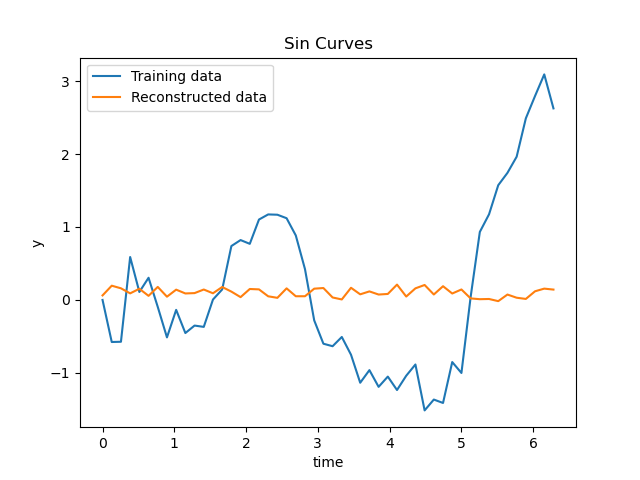 Sin Curves
Training data
Reconstructed data
3
2
1
0
−1
y
0 1 2 3 4 5 6
time